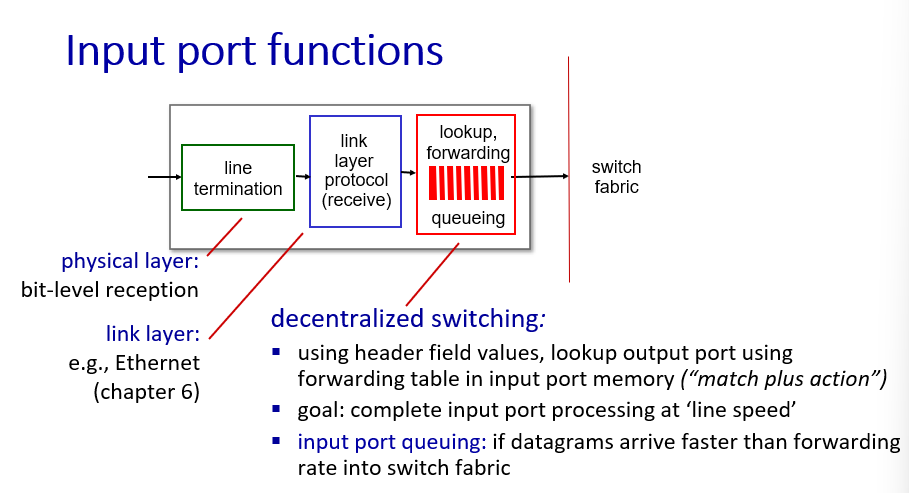 Input port functions
line
termination
link
layer
protocol
(receive)
lookup,
forwarding
queueing
switch
fabric
physical layer:
bit-level reception
link layer:
e.g., Ethernet
(chapter 6)
decentralized switching:
▪ using header field values, lookup output port using
forwarding table in input port memory (“match plus action”)
▪ goal: complete input port processing at ‘line speed’
▪ input port queuing: if datagrams arrive faster than forwarding
rate into switch fabric